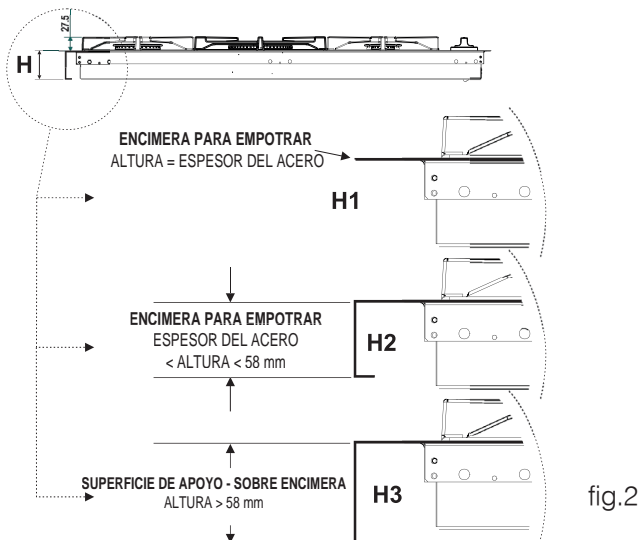 27.5
H
ENCIMERA PARA EMPOTRAR
ALTURA = ESPESOR DEL ACERO
H1
ENCIMERA PARA EMPOTRAR
ESPESOR DEL ACERO
< ALTURA < 58 mm
H2
SUPERFICIE DE APOYO - SOBRE ENCIMERA
ALTURA > 58 mm
H3
fig.2